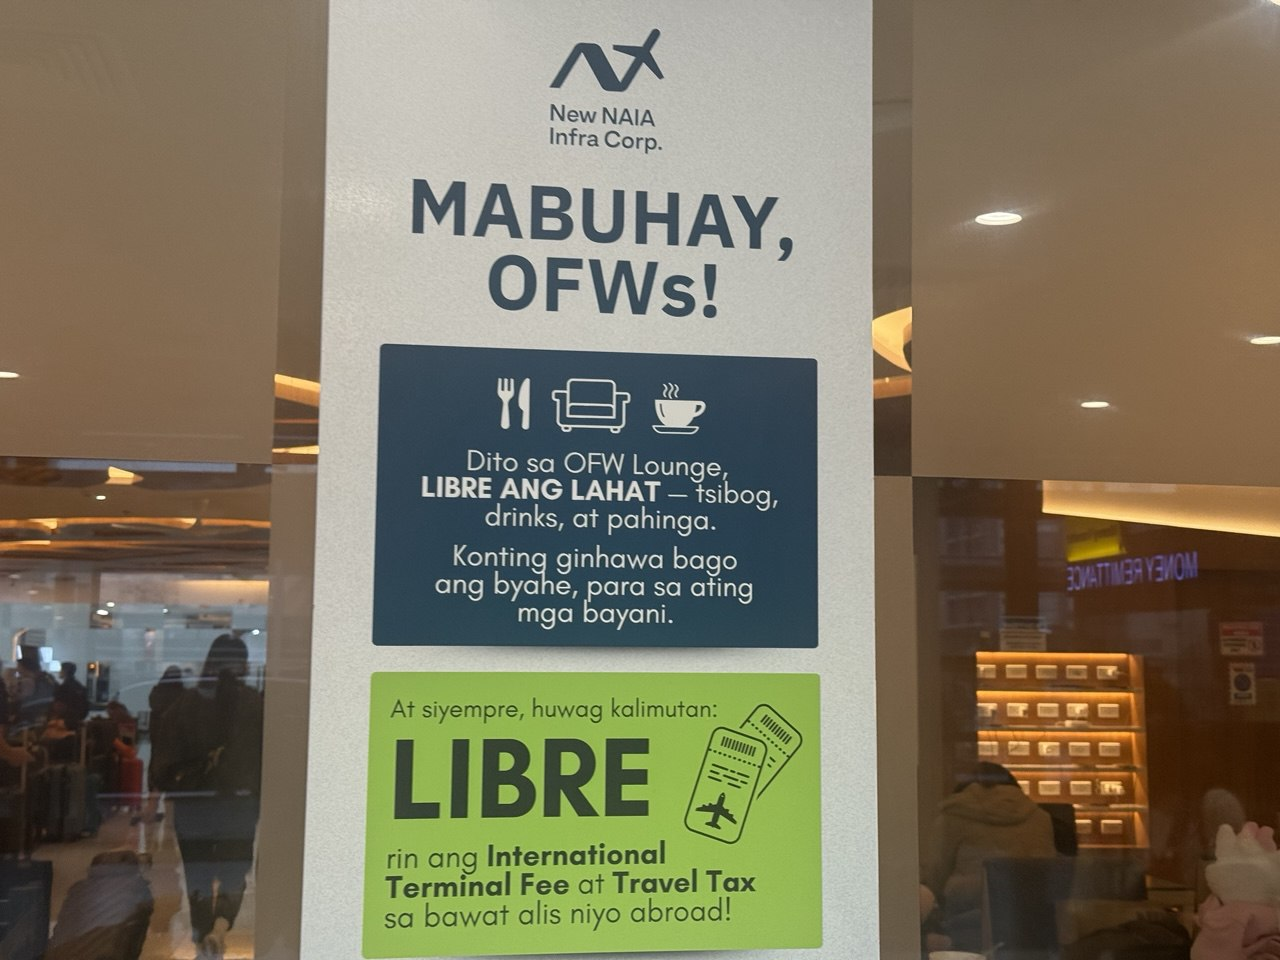 New NAIA
Infra Corp.
MABUHAY,
OFWs!
Dito sa OFW Lounge,
LIBRE ANG LAHAT – tsibog,
drinks, at pahinga.
Konting ginhawa bago
ang byahe, para sa ating
mga bayani.
At siyempre, huwag kalimutan:
LIBRE
rin ang International
Terminal Fee at Travel Tax
sa bawat alis niyo abroad!
MONEY REMITTANCE